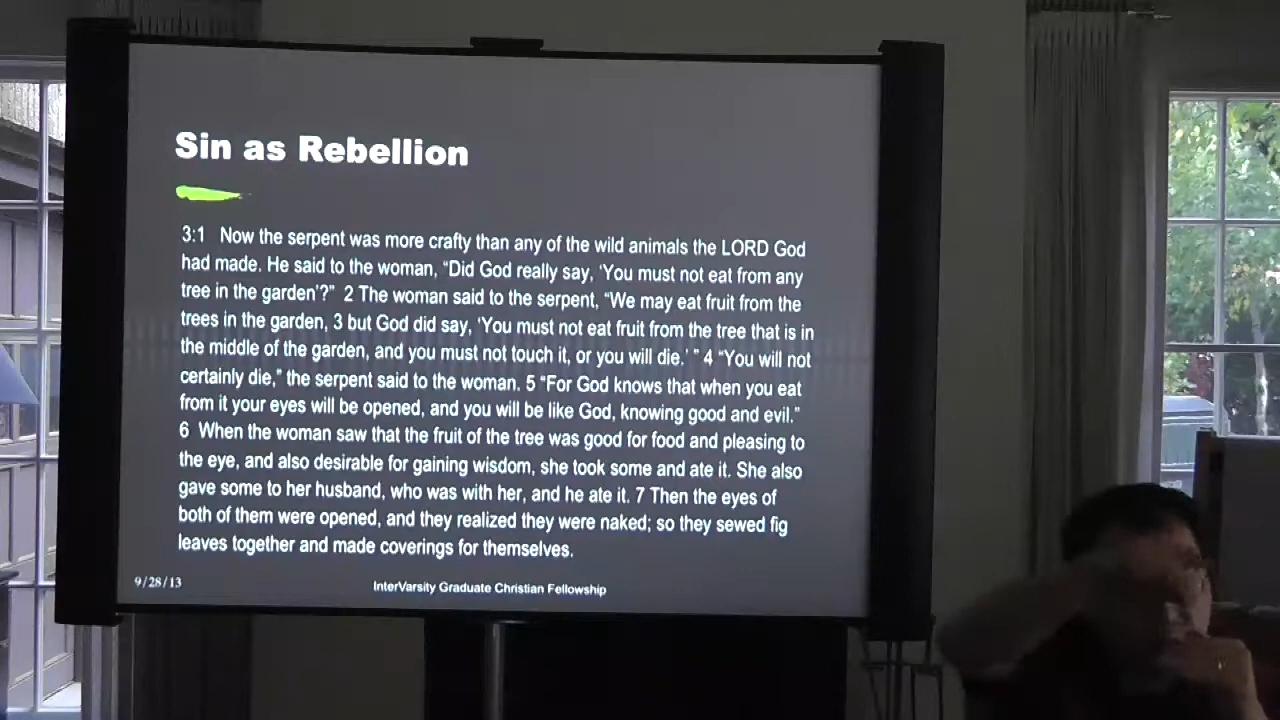 Sin as Rebellion
3:1 Now the serpent was more crafty than any of the wild animals the LORD God
had made. He said to the woman, “Did God really say, ‘You must not eat from any
tree in the garden’?” 2 The woman said to the serpent, “We may eat fruit from the
trees in the garden, 3 but God did say, ‘You must not eat fruit from the tree that is in
the middle of the garden, and you must not touch it, or you will die.’ ” 4 “You will not
certainly die,” the serpent said to the woman. 5 “For God knows that when you eat
from it your eyes will be opened, and you will be like God, knowing good and evil.”
6 When the woman saw that the fruit of the tree was good for food and pleasing to
the eye, and also desirable for gaining wisdom, she took some and ate it. She also
gave some to her husband, who was with her, and he ate it. 7 Then the eyes of
both of them were opened, and they realized they were naked; so they sewed fig
leaves together and made coverings for themselves.
9/28/13
InterVarsity Graduate Christian Fellowship